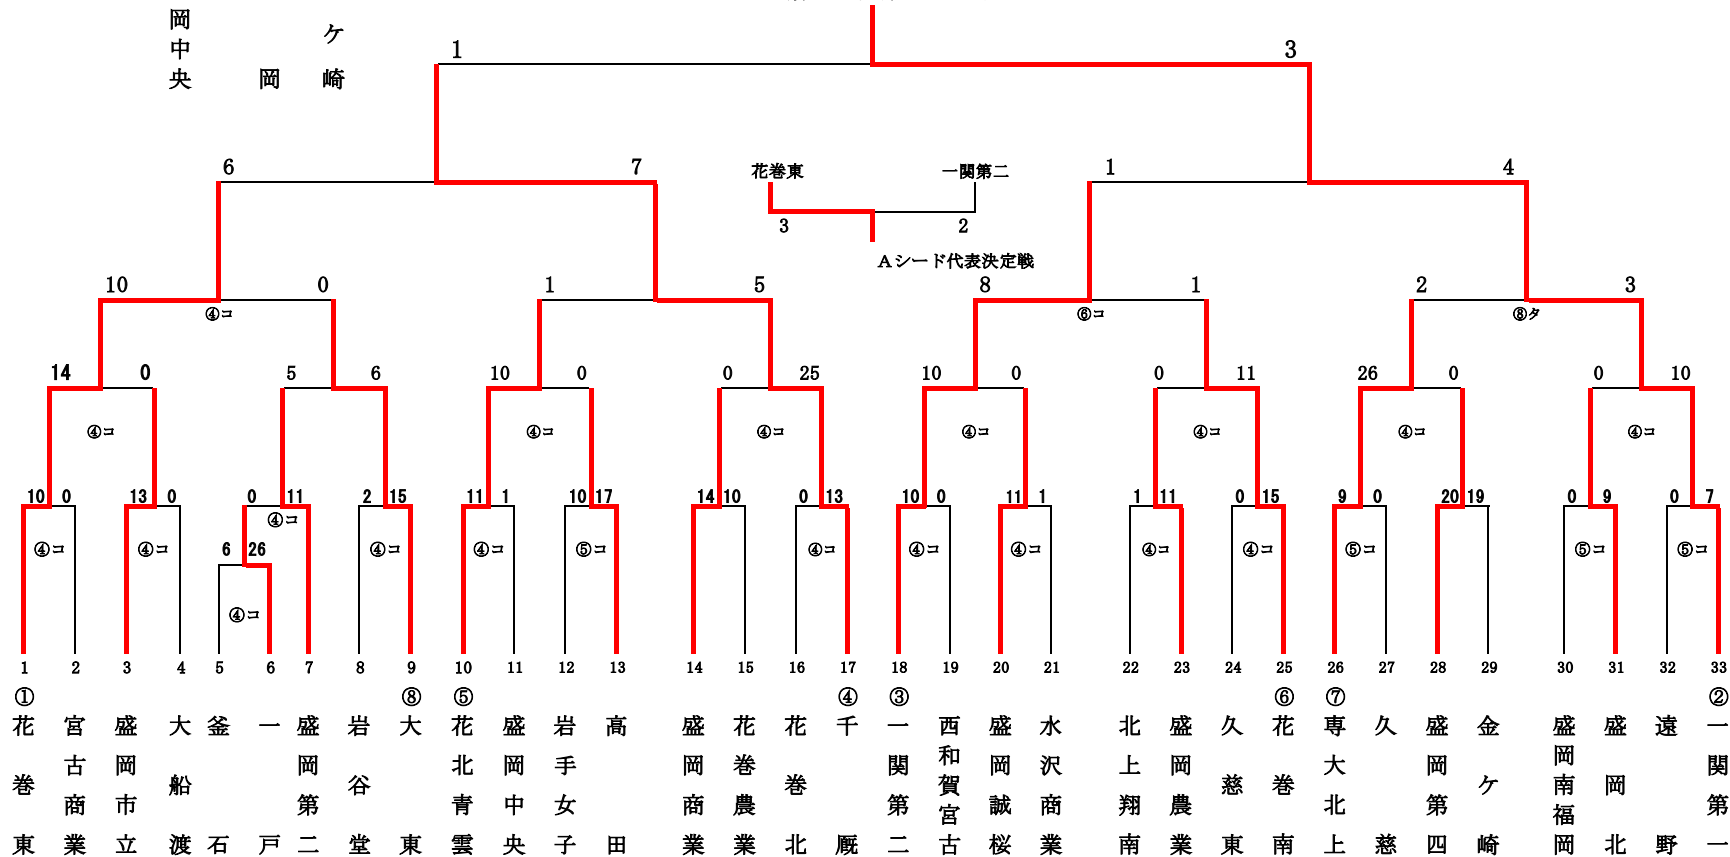 岡中央
岡
ケ崎
1 3
6 7 1 4
花巻東 一関第二
3 2
Aシード代表決定戦
10 0 1 5 8 1 2 3
④コ ⑥コ ⑧タ
14 0 5 6 10 0 0 25 10 0 0 11 26 0 0 10
④コ ④コ ④コ ④コ ④コ ④コ ④コ
10 0 13 0 0 11 2 15 11 1 10 17 14 10 0 13 10 0 11 1 1 11 0 15 9 0 20 19 0 9 0 7
④コ
④コ ④コ 6 26 ④コ ④コ ⑤コ ④コ ④コ ④コ ④コ ④コ ⑤コ ⑤コ ⑤コ
④コ
1 2 3 4 5 6 7 8 9 10 11 12 13 14 15 16 17 18 19 20 21 22 23 24 25 26 27 28 29 30 31 32 33
① ⑧ ⑤ ④ ③ ⑥ ⑦ ②
花巻東
宮古商業
盛岡市立
大船渡
釜石
一戸
盛岡第二
岩谷堂
大東
花北青雲
盛岡中央
岩手女子
高田
盛岡商業
花巻農業
花巻北
千厩
一関第二
西和賀宮古
盛岡誠桜
水沢商業
北上翔南
盛岡農業
久慈東
花巻南
専大北上
久慈
盛岡第四
金ケ崎
盛岡南福岡
盛岡北
遠野
一関第一